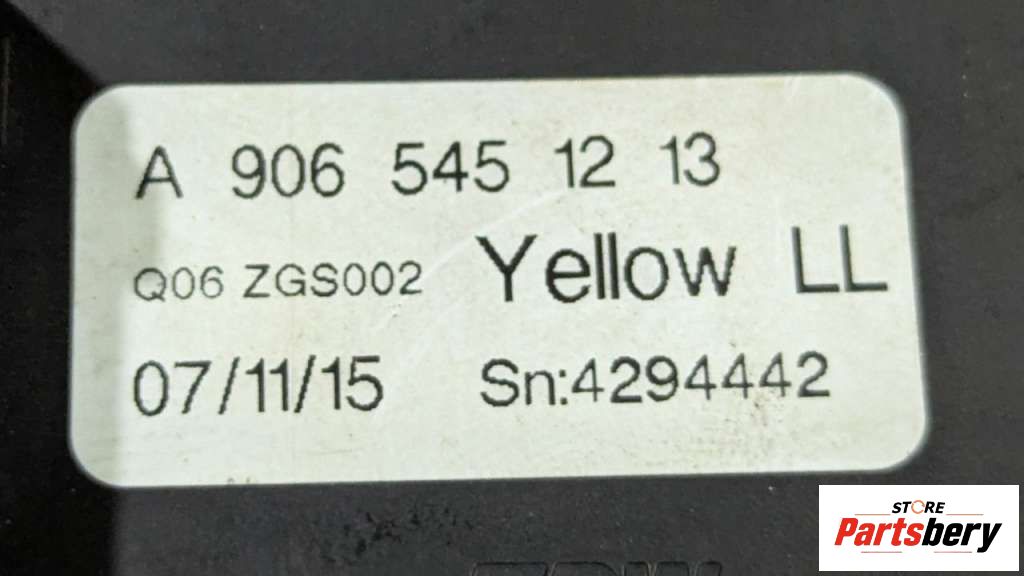 A 906 545 12 13
Q06 ZGS002 Yellow LL
07/11/15 Sn:4294442
STORE
Partsbery